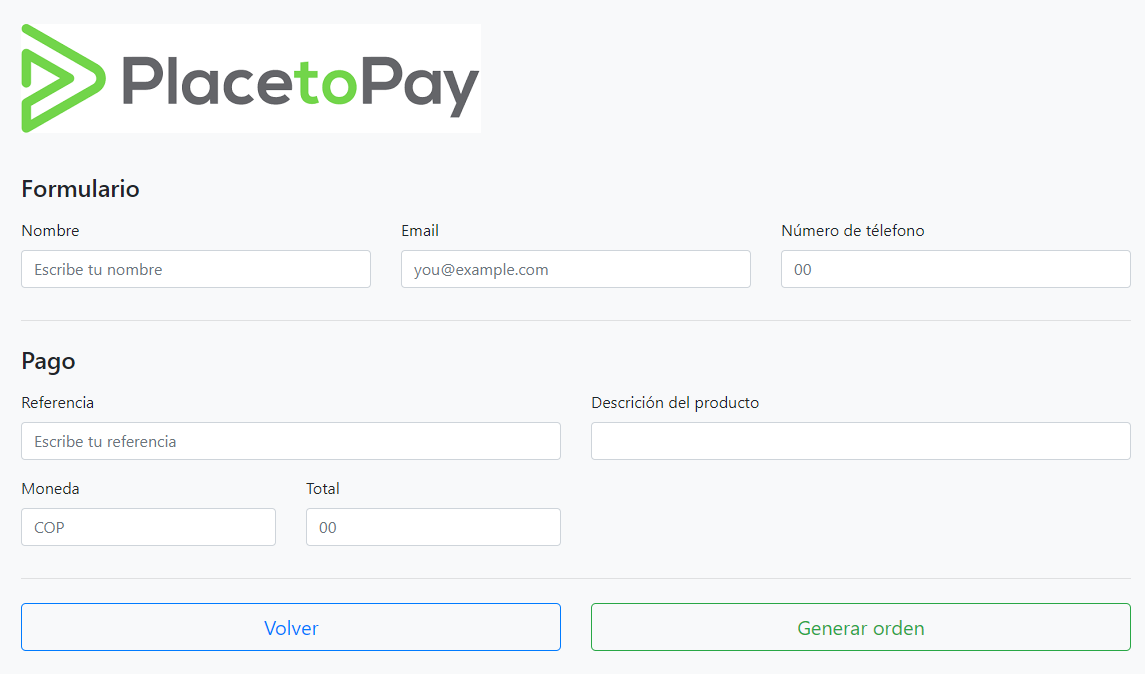 PlacetoPay
Formulario
Nombre Email Número de télefono
Escribe tu nombre you@example.com 00
Pago
Referencia Descrición del producto
Escribe tu referencia
Moneda Total
COP 00
Volver Generar orden